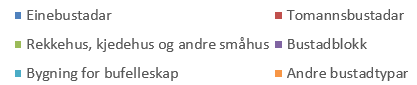 Einebustadar
Tomannsbustadar
Rekkehus, kjedehus og andre småhus
Bustadblokk
Bygning for bufelleskap
Andre bustadtypar